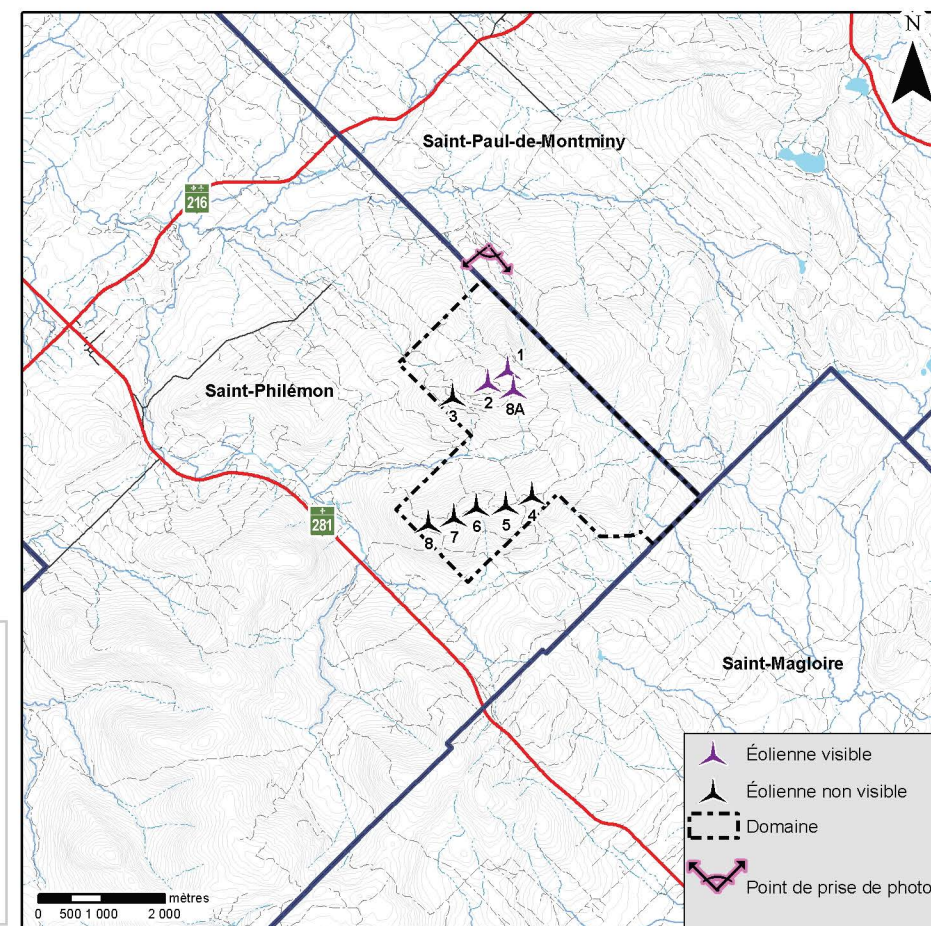 N
Saint-Paul-de-Montminy
216
1
Saint-Philémon
2
8A
3
4
281
6
5
7
8
Saint-Magloire
Éolienne visible
Éolienne non visible
Domaine
Point de prise de photo
mètres
0 500 1 000 2 000